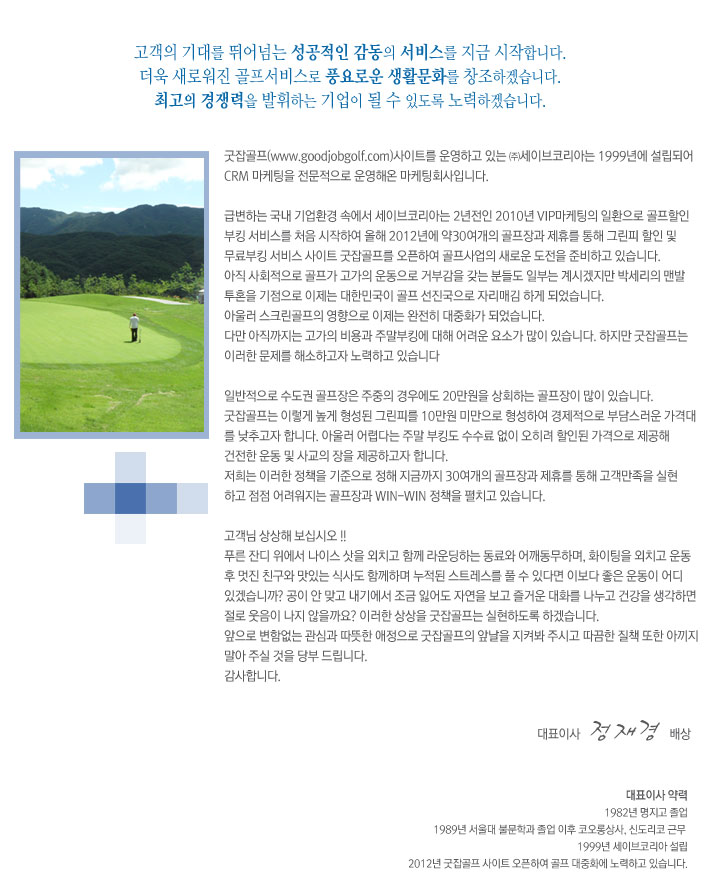 고객의 기대를 뛰어넘는 성공적인 감동의 서비스를 지금 시작합니다.
더욱 새로워진 골프서비스로 풍요로운 생활문화를 창조하겠습니다.
최고의 경쟁력을 발휘하는 기업이 될 수 있도록 노력하겠습니다.
굿잡골프(www.goodjobgolf.com)사이트를 운영하고 있는 ㈜세이브코리아는 1999년에 설립되어
CRM 마케팅을 전문적으로 운영해온 마케팅회사입니다.
급변하는 국내 기업환경 속에서 세이브코리아는 2년전인 2010년 VIP마케팅의 일환으로 골프할인
부킹 서비스를 처음 시작하여 올해 2012년에 약30여개의 골프장과 제휴를 통해 그린피 할인 및
무료부킹 서비스 사이트 굿잡골프를 오픈하여 골프사업의 새로운 도전을 준비하고 있습니다.
아직 사회적으로 골프가 고가의 운동으로 거부감을 갖는 분들도 일부는 계시겠지만 박세리의 맨발
투혼을 기점으로 이제는 대한민국이 골프 선진국으로 자리매김 하게 되었습니다.
아울러 스크린골프의 영향으로 이제는 완전히 대중화가 되었습니다.
다만 아직까지는 고가의 비용과 주말부킹에 대해 어려운 요소가 많이 있습니다. 하지만 굿잡골프는
이러한 문제를 해소하고자 노력하고 있습니다
일반적으로 수도권 골프장은 주중의 경우에도 20만원을 상회하는 골프장이 많이 있습니다.
굿잡골프는 이렇게 높게 형성된 그린피를 10만원 미만으로 형성하여 경제적으로 부담스러운 가격대
를 낮추고자 합니다. 아울러 어렵다는 주말 부킹도 수수료 없이 오히려 할인된 가격으로 제공해
건전한 운동 및 사교의 장을 제공하고자 합니다.
저희는 이러한 정책을 기준으로 정해 지금까지 30여개의 골프장과 제휴를 통해 고객만족을 실현
하고 점점 어려워지는 골프장과 WIN-WIN 정책을 펼치고 있습니다.
고객님 상상해 보십시오 !!
푸른 잔디 위에서 나이스 샷을 외치고 함께 라운딩하는 동료와 어깨동무하며, 화이팅을 외치고 운동
후 멋진 친구와 맛있는 식사도 함께하며 누적된 스트레스를 풀 수 있다면 이보다 좋은 운동이 어디
있겠습니까? 공이 안 맞고 내기에서 조금 잃어도 자연을 보고 즐거운 대화를 나누고 건강을 생각하면
절로 웃음이 나지 않을까요? 이러한 상상을 굿잡골프는 실현하도록 하겠습니다.
앞으로 변함없는 관심과 따뜻한 애정으로 굿잡골프의 앞날을 지켜봐 주시고 따끔한 질책 또한 아끼지
말아 주실 것을 당부 드립니다.
감사합니다.
대표이사 정재경 배상
대표이사 약력
1982년 명지고 졸업
1989년 서울대 불문학과 졸업 이후 코오롱상사, 신도리코 근무
1999년 세이브코리아 설립
2012년 굿잡골프 사이트 오픈하여 골프 대중화에 노력하고 있습니다.